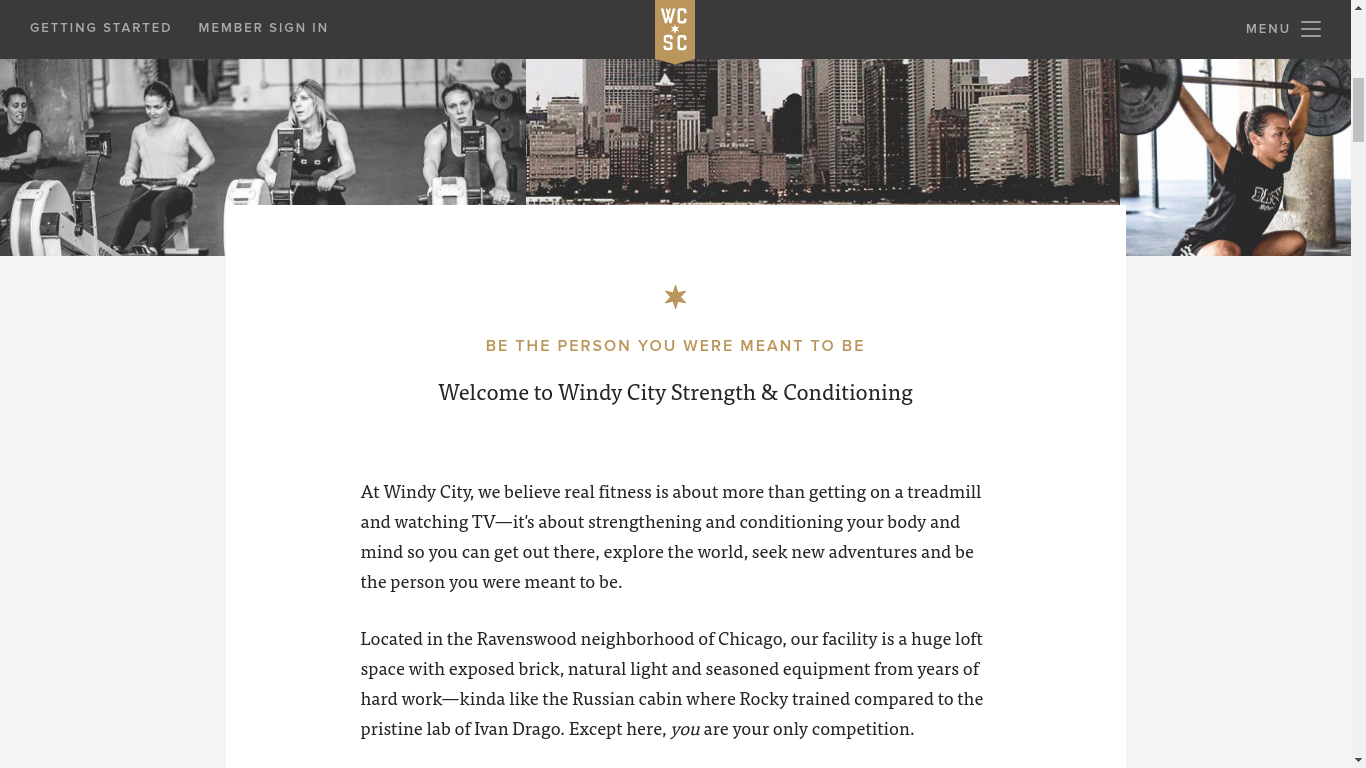 GETTING STARTED
MEMBER SIGN IN
WC
SC
MENU
BE THE PERSON YOU WERE MEANT TO BE
Welcome to Windy City Strength & Conditioning
At Windy City, we believe real fitness is about more than getting on a treadmill
and watching TV—it's about strengthening and conditioning your body and
mind so you can get out there, explore the world, seek new adventures and be
the person you were meant to be.
Located in the Ravenswood neighborhood of Chicago, our facility is a huge loft
space with exposed brick, natural light and seasoned equipment from years of
hard work—kinda like the Russian cabin where Rocky trained compared to the
pristine lab of Ivan Drago. Except here, you are your only competition.